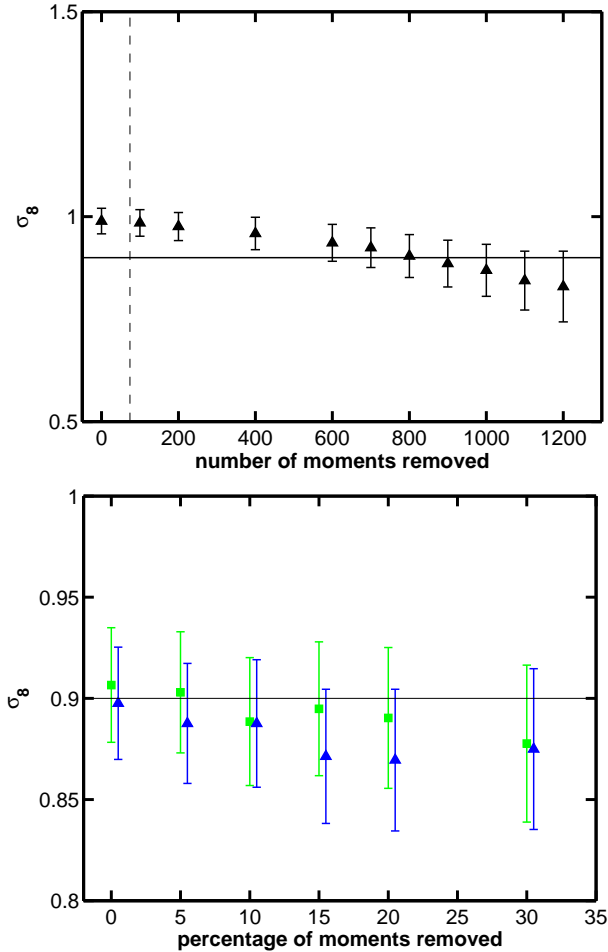 1.5
1
0.5
σ8
0 200 400 600 800 1000 1200
number of moments removed
1
0.95
0.9
0.85
0.8
σ8
0 5 10 15 20 25 30 35
percentage of moments removed